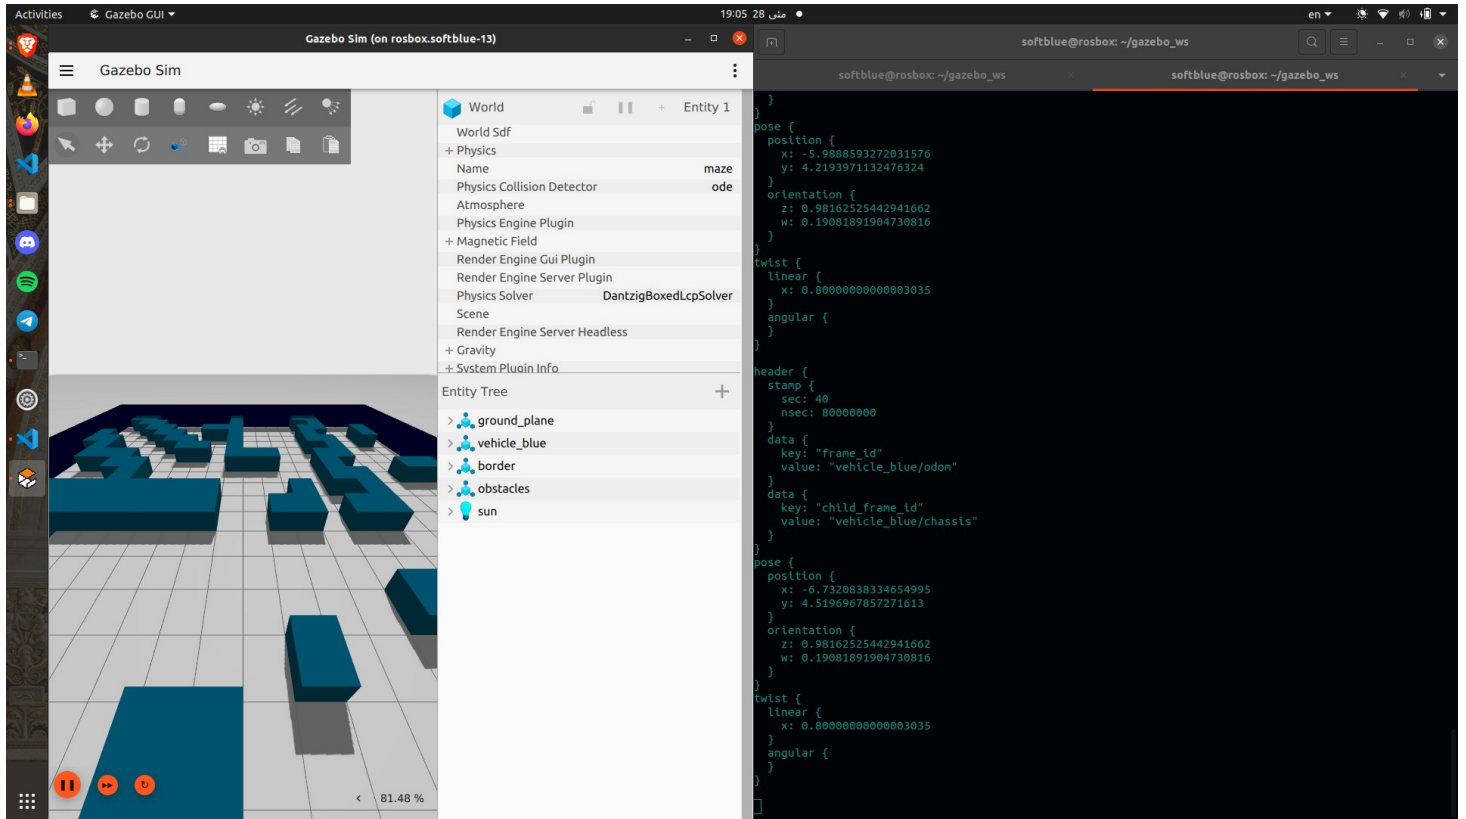 Activities
Gazebo GUI
19:05 28 مئی
en
Gazebo Sim (on rosbox.softblue-13)
Gazebo Sim
World
Entity 1
World Sdf
+ Physics
Name maze
Physics Collision Detector ode
Atmosphere
Physics Engine Plugin
+ Magnetic Field
Render Engine Gui Plugin
Render Engine Server Plugin
Physics Solver DantzigBoxedLcpSolver
Scene
Render Engine Server Headless
+ Gravity
+ System Plugin Info
Entity Tree
ground_plane
vehicle_blue
border
obstacles
sun
81.48 %
softblue@rosbox: ~/gazebo_ws
softblue@rosbox: ~/gazebo_ws
softblue@rosbox: ~/gazebo_ws
}
}
pose {
position {
x: -5.9888593272031576
y: 4.2193971132476324
}
orientation {
z: 0.98162525442941662
w: 0.19081891904730816
}
}
twist {
linear {
x: 0.80000000000003035
}
angular {
}
}
header {
stamp {
sec: 40
nsec: 80000000
}
data {
key: "frame_id"
value: "vehicle_blue/odom"
}
data {
key: "child_frame_id"
value: "vehicle_blue/chassis"
}
}
pose {
position {
x: -6.7320838334654995
y: 4.5196967857271613
}
orientation {
z: 0.98162525442941662
w: 0.19081891904730816
}
}
twist {
linear {
x: 0.80000000000003035
}
angular {
}
}